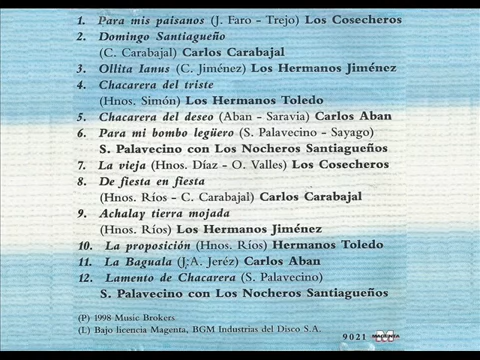 1. Para mis paisanos (J. Faro - Trejo) Los Cosecheros
2. Domingo Santiagueño
(C. Carabajal) Carlos Carabajal
3. Ollita Ianus (C. Jiménez) Los Hermanos Jiménez
4. Chacarera del triste
(Hnos. Simón) Los Hermanos Toledo
5. Chacarera del deseo (Aban - Saravia) Carlos Aban
6. Para mi bombo legüero (S. Palavecino - Sayago)
S. Palavecino con Los Nocheros Santiagueños
7. La vieja (Hnos. Díaz - O. Valles) Los Cosecheros
8. De fiesta en fiesta
(Hnos. Ríos - C. Carabajal) Carlos Carabajal
9. Achalay tierra mojada
(Hnos. Ríos) Los Hermanos Jiménez
10. La proposición (Hnos. Ríos) Hermanos Toledo
11. La Baguala (J.A. Jeréz) Carlos Aban
12. Lamento de Chacarera (S. Palavecino)
S. Palavecino con Los Nocheros Santiagueños
(P) 1998 Music Brokers
(L) Bajo licencia Magenta, BGM Industrias del Disco S.A.
9021 MAGENTA